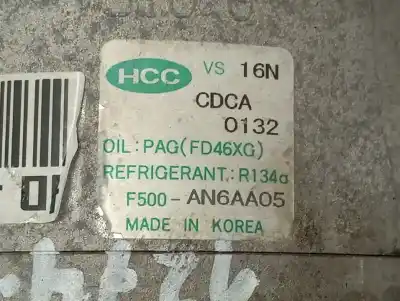 HCC VS 16N
CDCA
0132
OIL : PAG(FD46XG)
REFRIGERANT : R134a
F500-AN6AA05
MADE IN KOREA